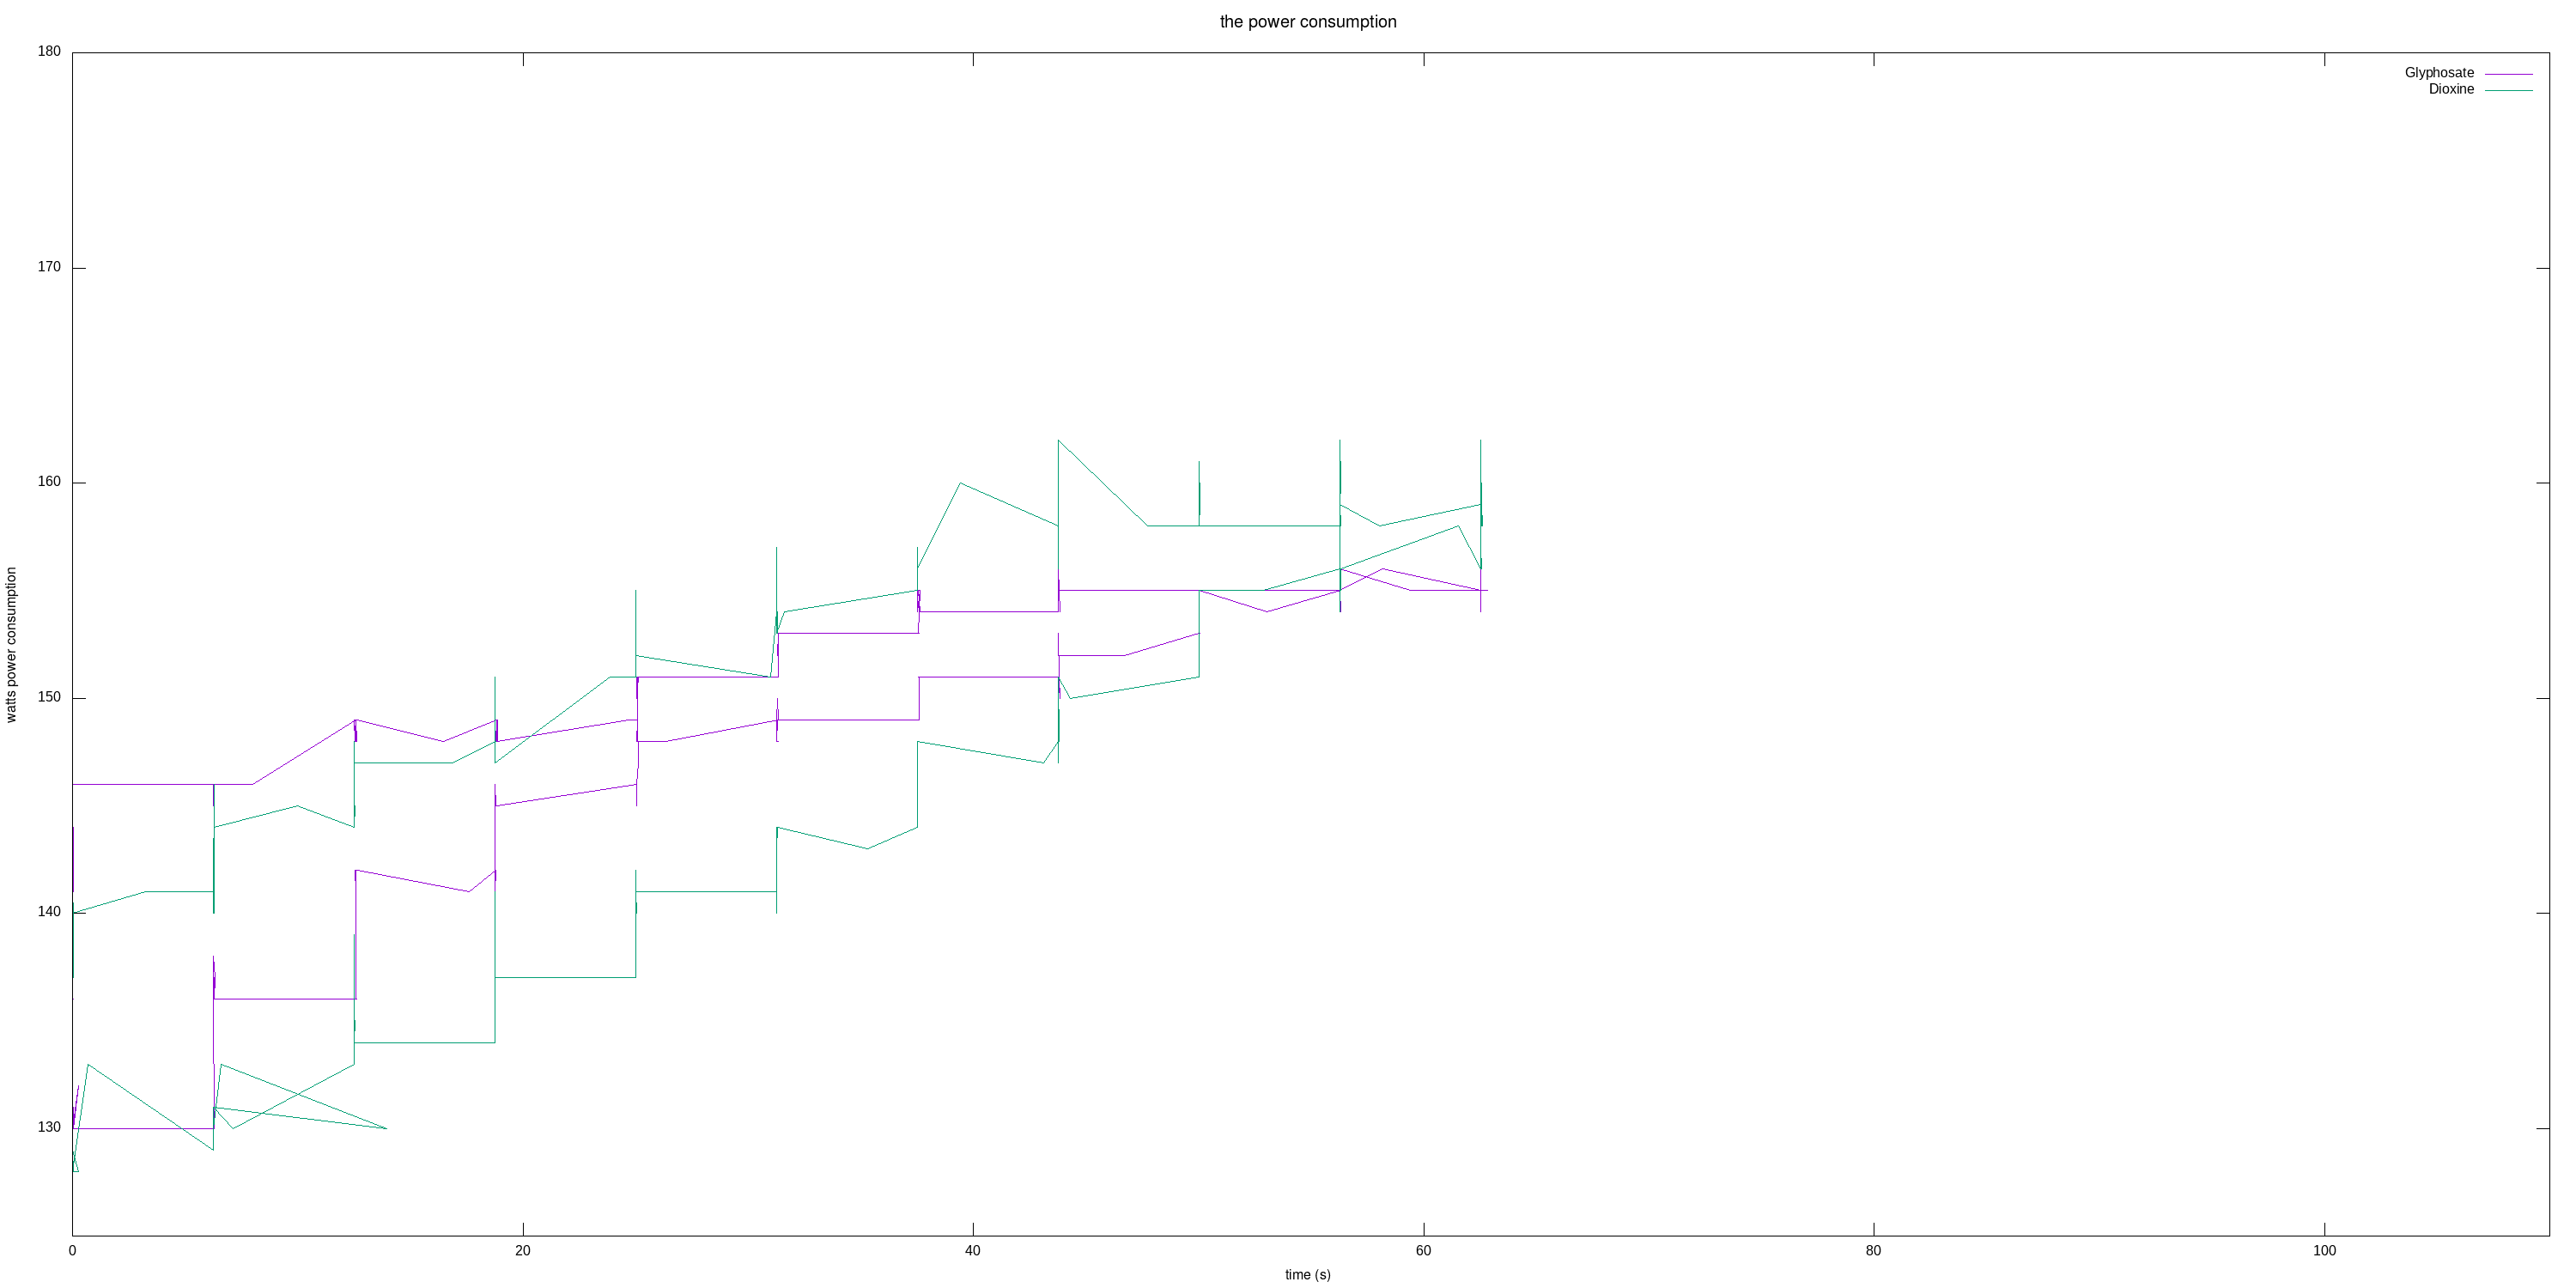 the power consumption
Glyphosate
Dioxine
180
170
160
150
140
130
watts power consumption
0 20 40 60 80 100
time (s)